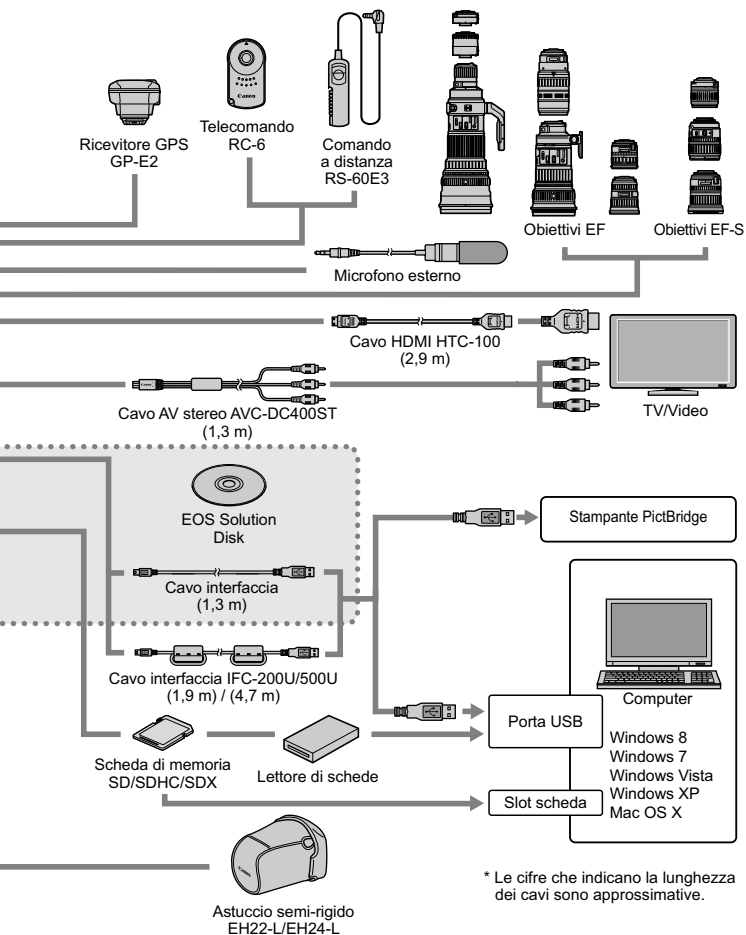 Canon
Ricevitore GPS
GP-E2
Telecomando
RC-6
Comando
a distanza
RS-60E3
Obiettivi EF
Obiettivi EF-S
Microfono esterno
Cavo HDMI HTC-100
(2,9 m)
Cavo AV stereo AVC-DC400ST
(1,3 m)
TV/Video
EOS Solution
Disk
Cavo interfaccia
(1,3 m)
Cavo interfaccia IFC-200U/500U
(1,9 m) / (4,7 m)
Stampante PictBridge
Computer
Porta USB
Windows 8
Windows 7
Windows Vista
Windows XP
Mac OS X
Scheda di memoria
SD/SDHC/SDX
Lettore di schede
Slot scheda
Astuccio semi-rigido
EH22-L/EH24-L
* Le cifre che indicano la lunghezza
dei cavi sono approssimative.